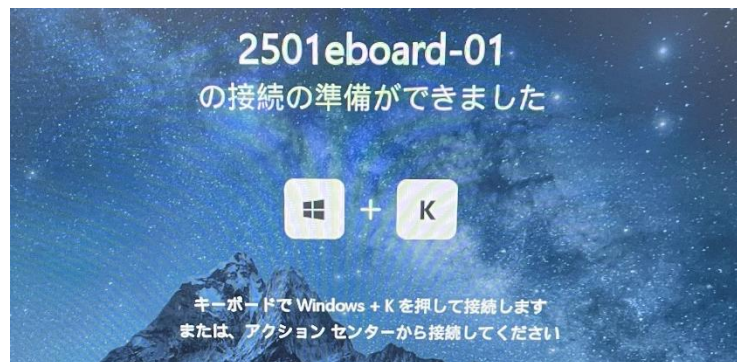 2501eboard-01
の接続の準備ができました
+ K
キーボードで Windows + K を押して接続します
または、アクション センターから接続してください